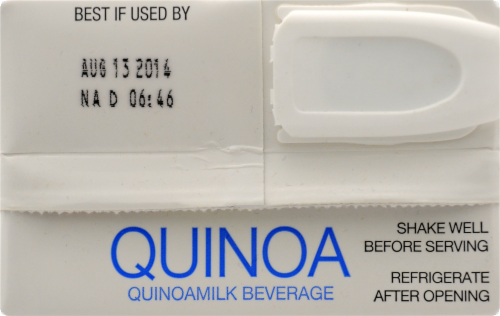 BEST IF USED BY
AUG 13 2014
NA D 06:46
QUINOA
QUINOAMILK BEVERAGE
SHAKE WELL
BEFORE SERVING
REFRIGERATE
AFTER OPENING